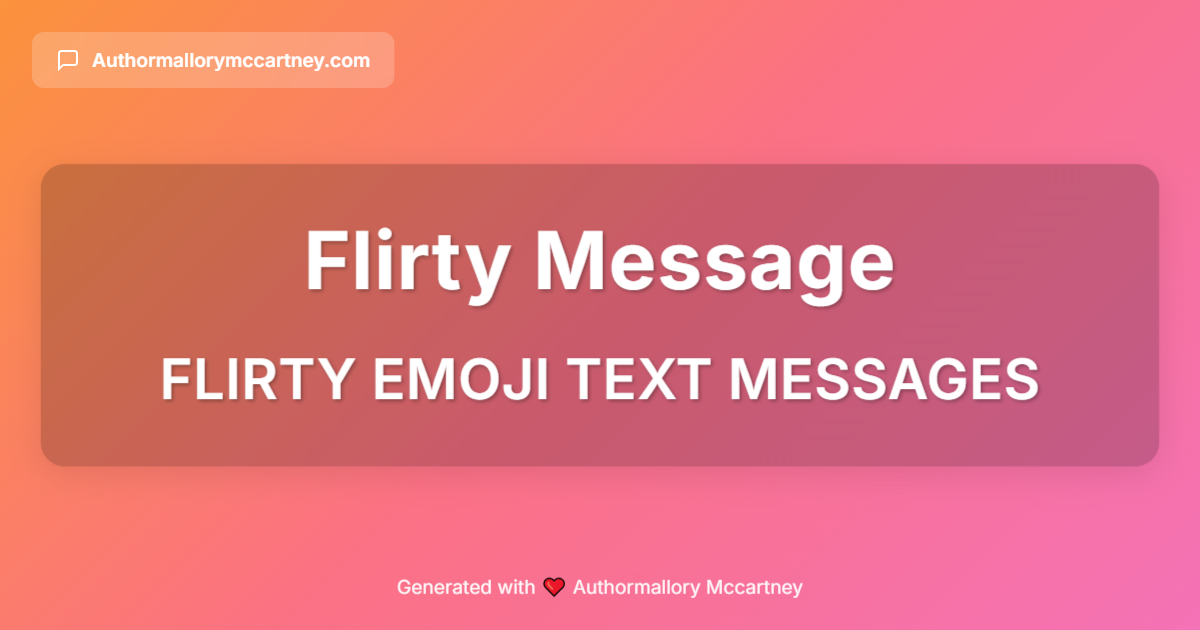 Authormallorymccartney.com
Flirty Message
FLIRTY EMOJI TEXT MESSAGES
Generated with ❤️ Authormallory Mccartney